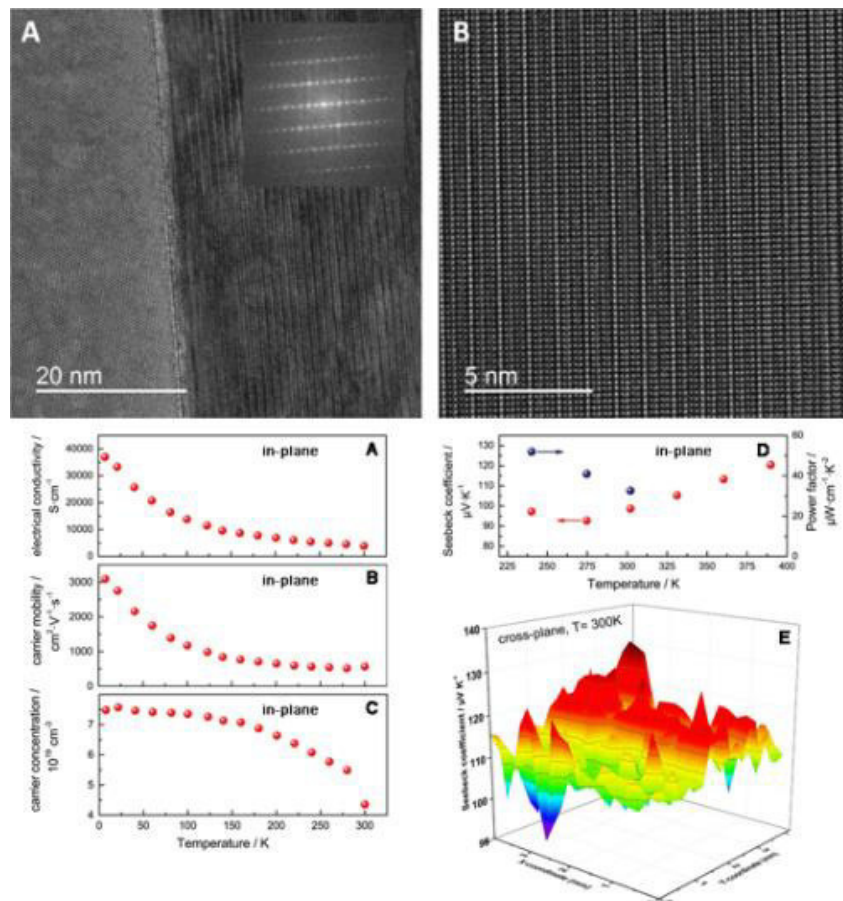 A
20 nm
B
5 nm
electrical conductivity /
S·cm⁻¹
40000
30000
20000
10000
0
in-plane
A
carrier mobility /
cm²·V⁻¹·s⁻¹
3000
2000
1000
0
in-plane
B
carrier concentration /
10¹⁹ cm⁻³
7
6
5
4
in-plane
C
0 50 100 150 200 250 300
Temperature / K
Seebeck coefficient /
µV·K⁻¹
130
120
110
100
90
80
in-plane
D
60
40
20
0
Power factor /
µW·cm⁻¹·K⁻²
225 250 275 300 325 350 375 400
Temperature / K
cross-plane, T= 300K
E
140
130
120
110
100
Seebeck coefficient / µV K⁻¹